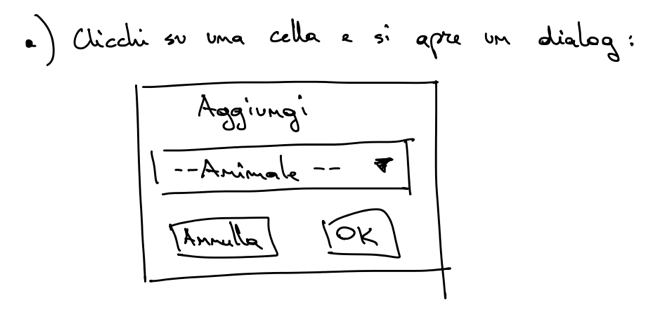 •) Clicchi su una cella e si apre un dialog:
Aggiungi
--Animale--
Annulla OK